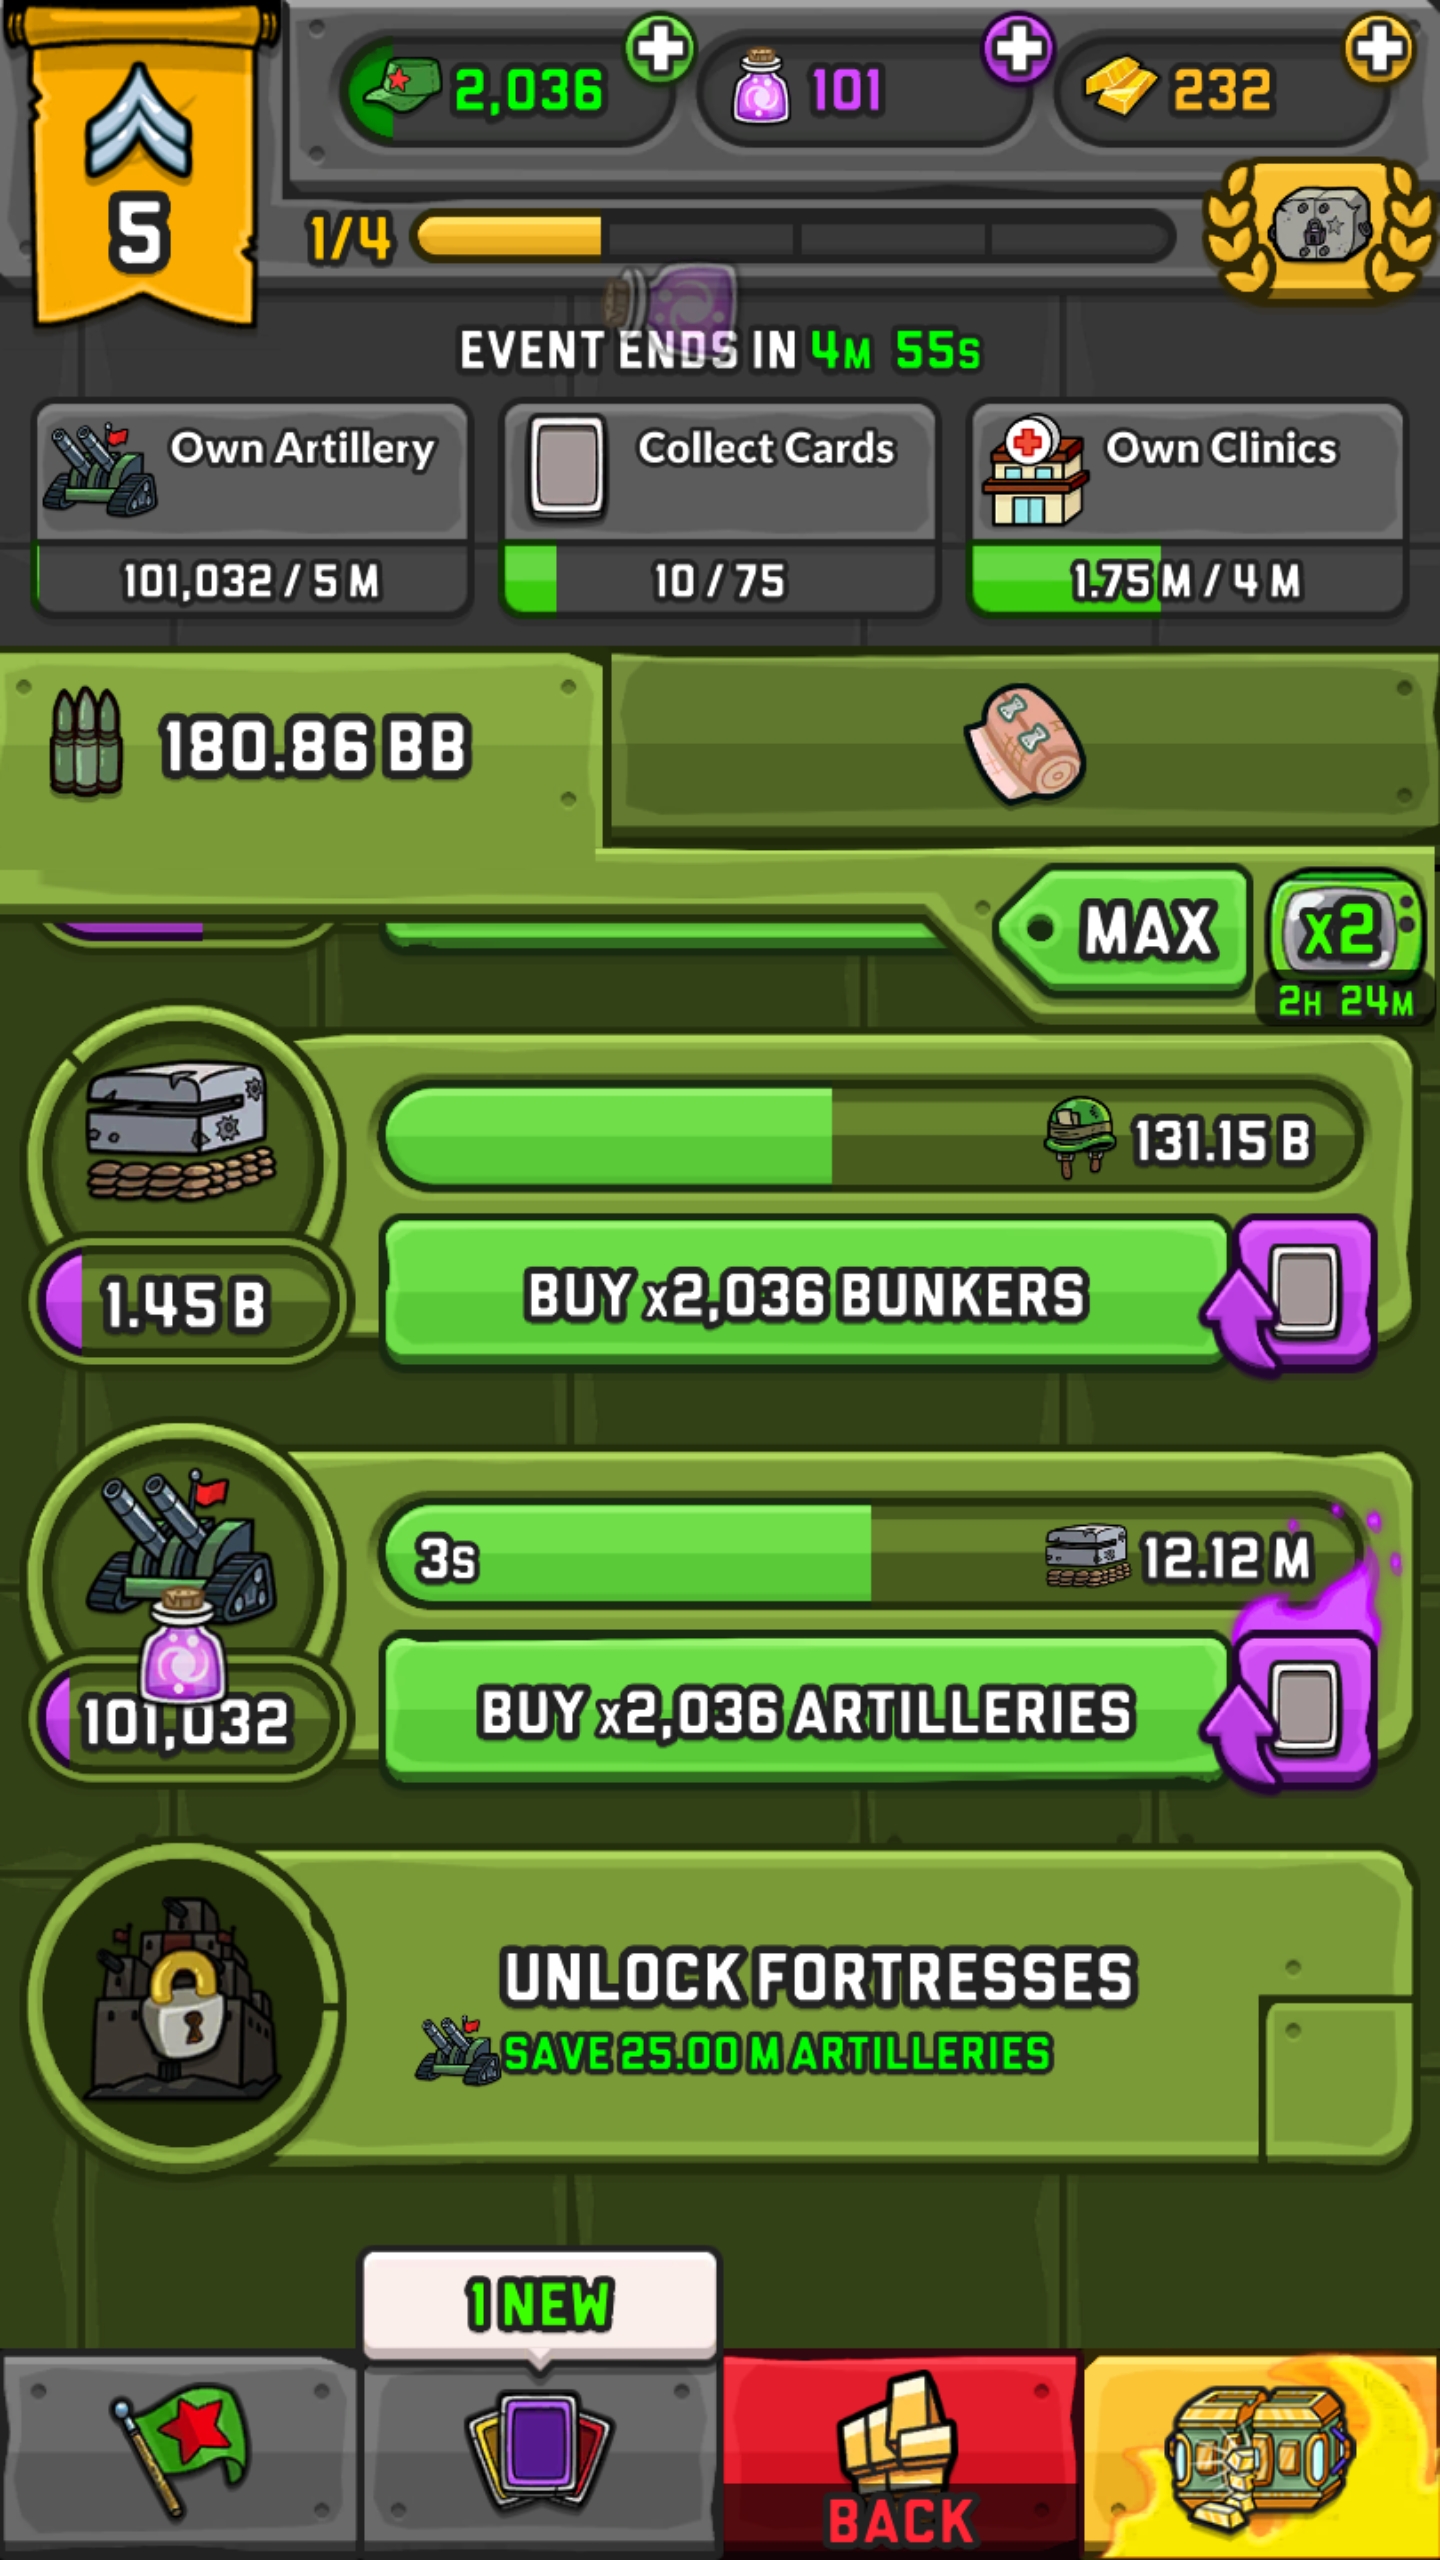 2,036
101
232
5
1/4
EVENT ENDS IN 4M 55S
Own Artillery
101,032 / 5 M
Collect Cards
10 / 75
Own Clinics
1.75 M / 4 M
180.86 BB
MAX
x2
2H 24M
131.15 B
1.45 B
BUY x2,036 BUNKERS
3s
12.12 M
101,032
BUY x2,036 ARTILLERIES
UNLOCK FORTRESSES
SAVE 25.00 M ARTILLERIES
1 NEW
BACK